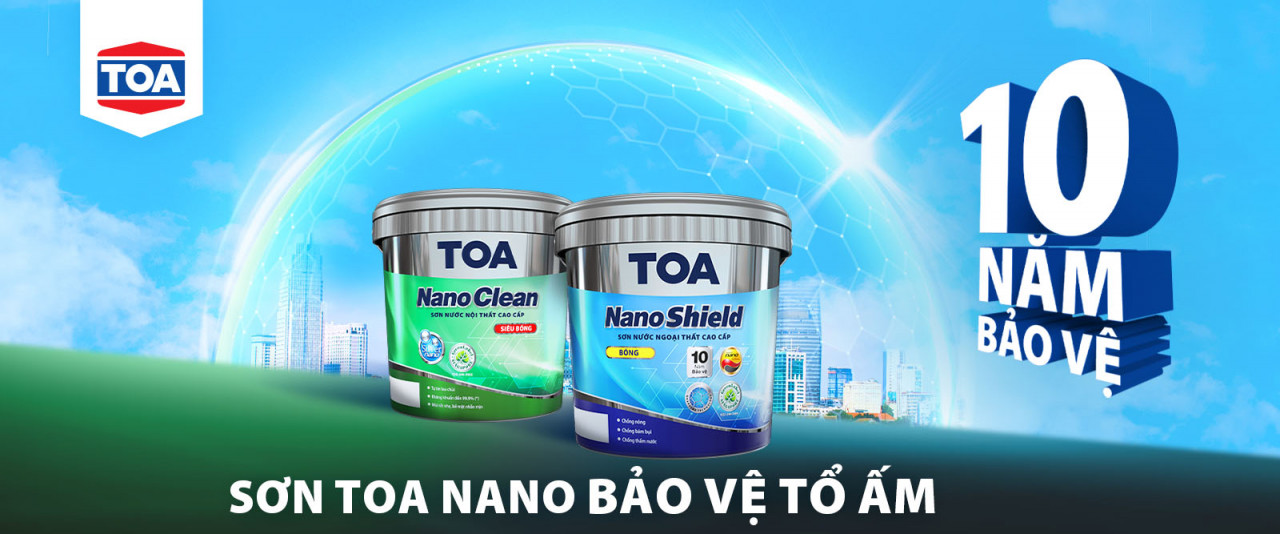 TOA
10
NĂM
BẢO VỆ
TOA
Nano Clean
SƠN NƯỚC NỘI THẤT CAO CẤP
SIÊU BÓNG
TOA
Nano Shield
SƠN NƯỚC NGOẠI THẤT CAO CẤP
BÓNG
10
Năm
Bảo vệ
nano
Chống nóng
Chống bám bụi
Chống thấm nước
SƠN TOA NANO BẢO VỆ TỔ ẤM